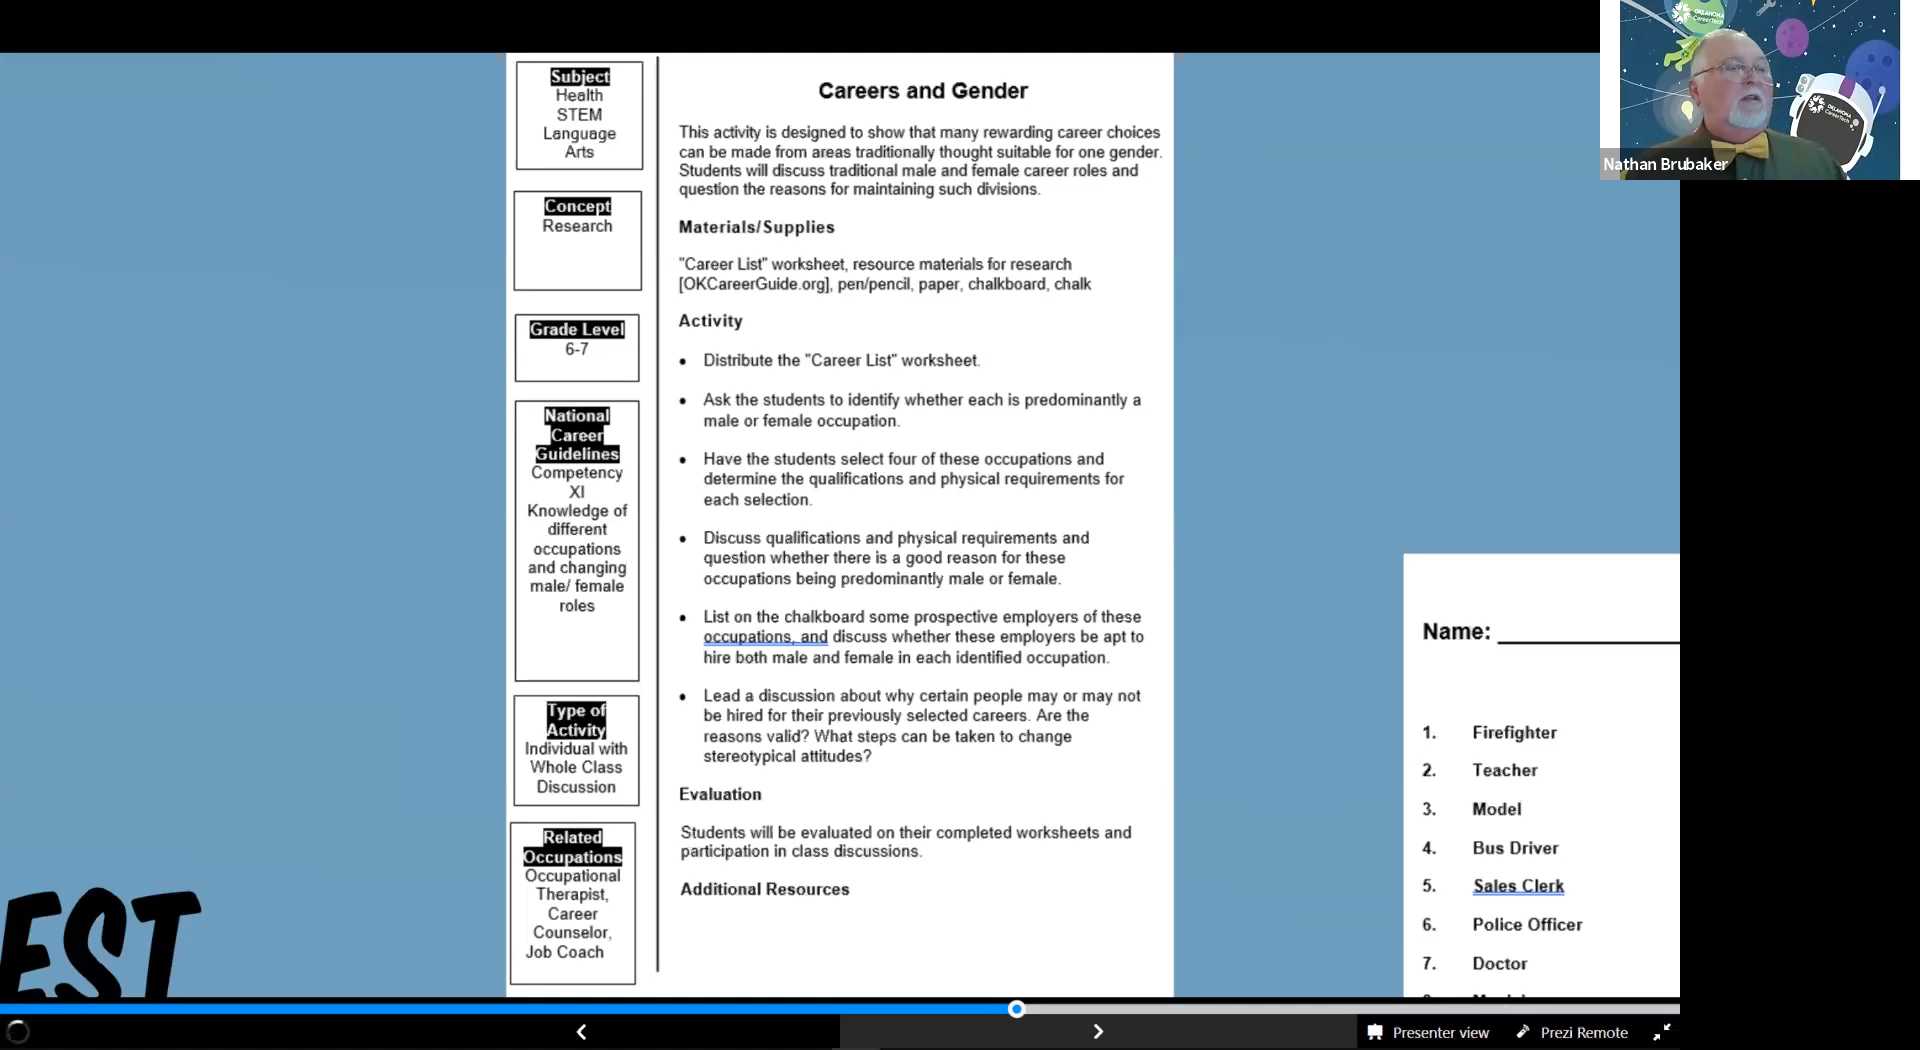 Subject
Health
STEM
Language
Arts
Concept
Research
Grade Level
6-7
National
Career
Guidelines
Competency
XI
Knowledge of
different
occupations
and changing
male/ female
roles
Type of
Activity
Individual with
Whole Class
Discussion
Related
Occupations
Occupational
Therapist,
Career
Counselor,
Job Coach
Careers and Gender
This activity is designed to show that many rewarding career choices
can be made from areas traditionally thought suitable for one gender.
Students will discuss traditional male and female career roles and
question the reasons for maintaining such divisions.
Materials/Supplies
"Career List" worksheet, resource materials for research
[OKCareerGuide.org], pen/pencil, paper, chalkboard, chalk
Activity
• Distribute the "Career List" worksheet.
• Ask the students to identify whether each is predominantly a
male or female occupation.
• Have the students select four of these occupations and
determine the qualifications and physical requirements for
each selection.
• Discuss qualifications and physical requirements and
question whether there is a good reason for these
occupations being predominantly male or female.
• List on the chalkboard some prospective employers of these
occupations, and discuss whether these employers be apt to
hire both male and female in each identified occupation.
• Lead a discussion about why certain people may or may not
be hired for their previously selected careers. Are the
reasons valid? What steps can be taken to change
stereotypical attitudes?
Evaluation
Students will be evaluated on their completed worksheets and
participation in class discussions.
Additional Resources
EST
Name:
1. Firefighter
2. Teacher
3. Model
4. Bus Driver
5. Sales Clerk
6. Police Officer
7. Doctor
OKLAHOMA
CareerTech
OKLAHOMA
CareerTech
Nathan Brubaker
Presenter view
Prezi Remote